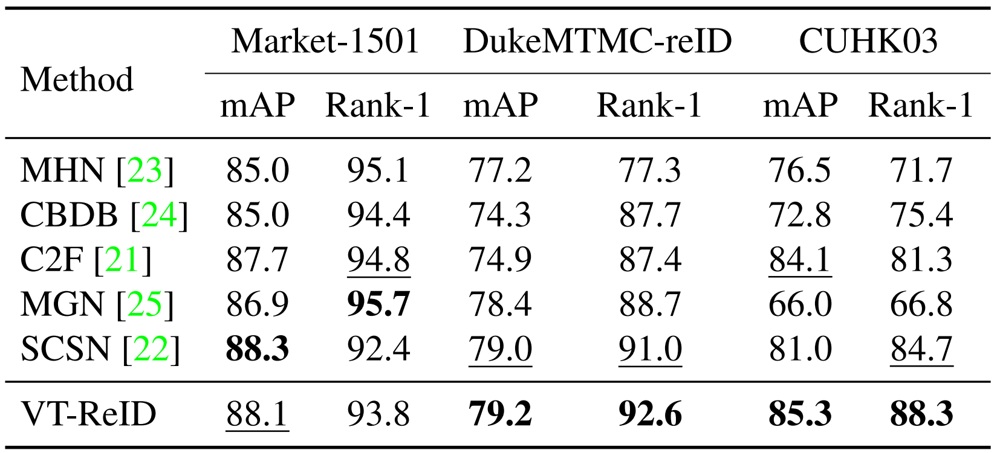 Market-1501 DukeMTMC-reID CUHK03
Method
mAP Rank-1 mAP Rank-1 mAP Rank-1
MHN [23] 85.0 95.1 77.2 77.3 76.5 71.7
CBDB [24] 85.0 94.4 74.3 87.7 72.8 75.4
C2F [21] 87.7 94.8 74.9 87.4 84.1 81.3
MGN [25] 86.9 95.7 78.4 88.7 66.0 66.8
SCSN [22] 88.3 92.4 79.0 91.0 81.0 84.7
VT-ReID 88.1 93.8 79.2 92.6 85.3 88.3